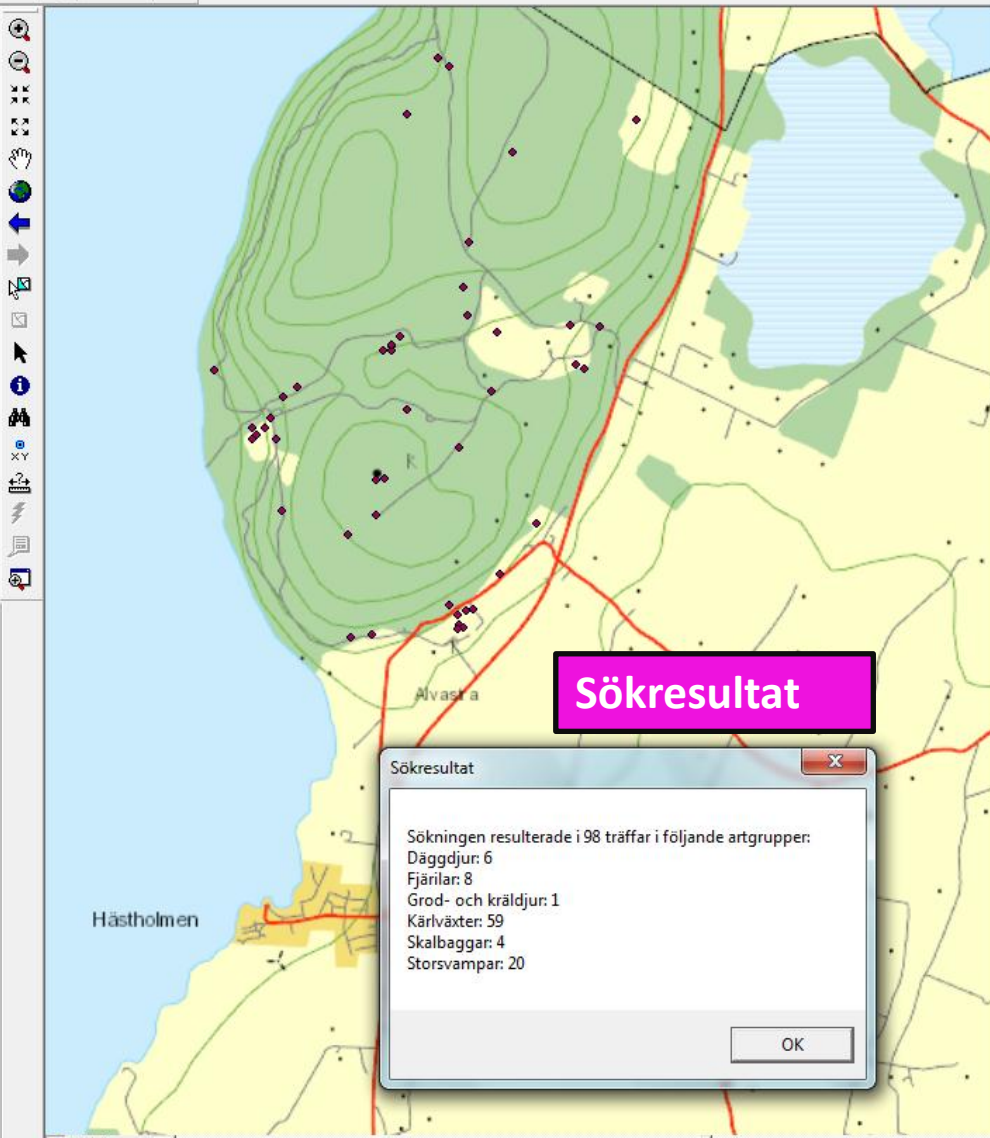 R
Alvastra
Sökresultat
Sökresultat
Sökningen resulterade i 98 träffar i följande artgrupper:
Däggdjur: 6
Fjärilar: 8
Grod- och kräldjur: 1
Kärlväxter: 59
Skalbaggar: 4
Storsvampar: 20
OK
Hästholmen
XY